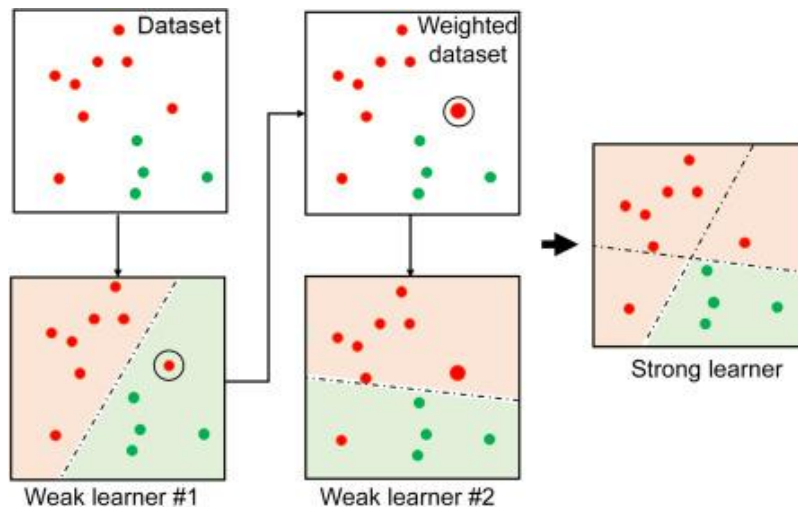 Dataset
Weighted
dataset
Weak learner #1
Weak learner #2
Strong learner